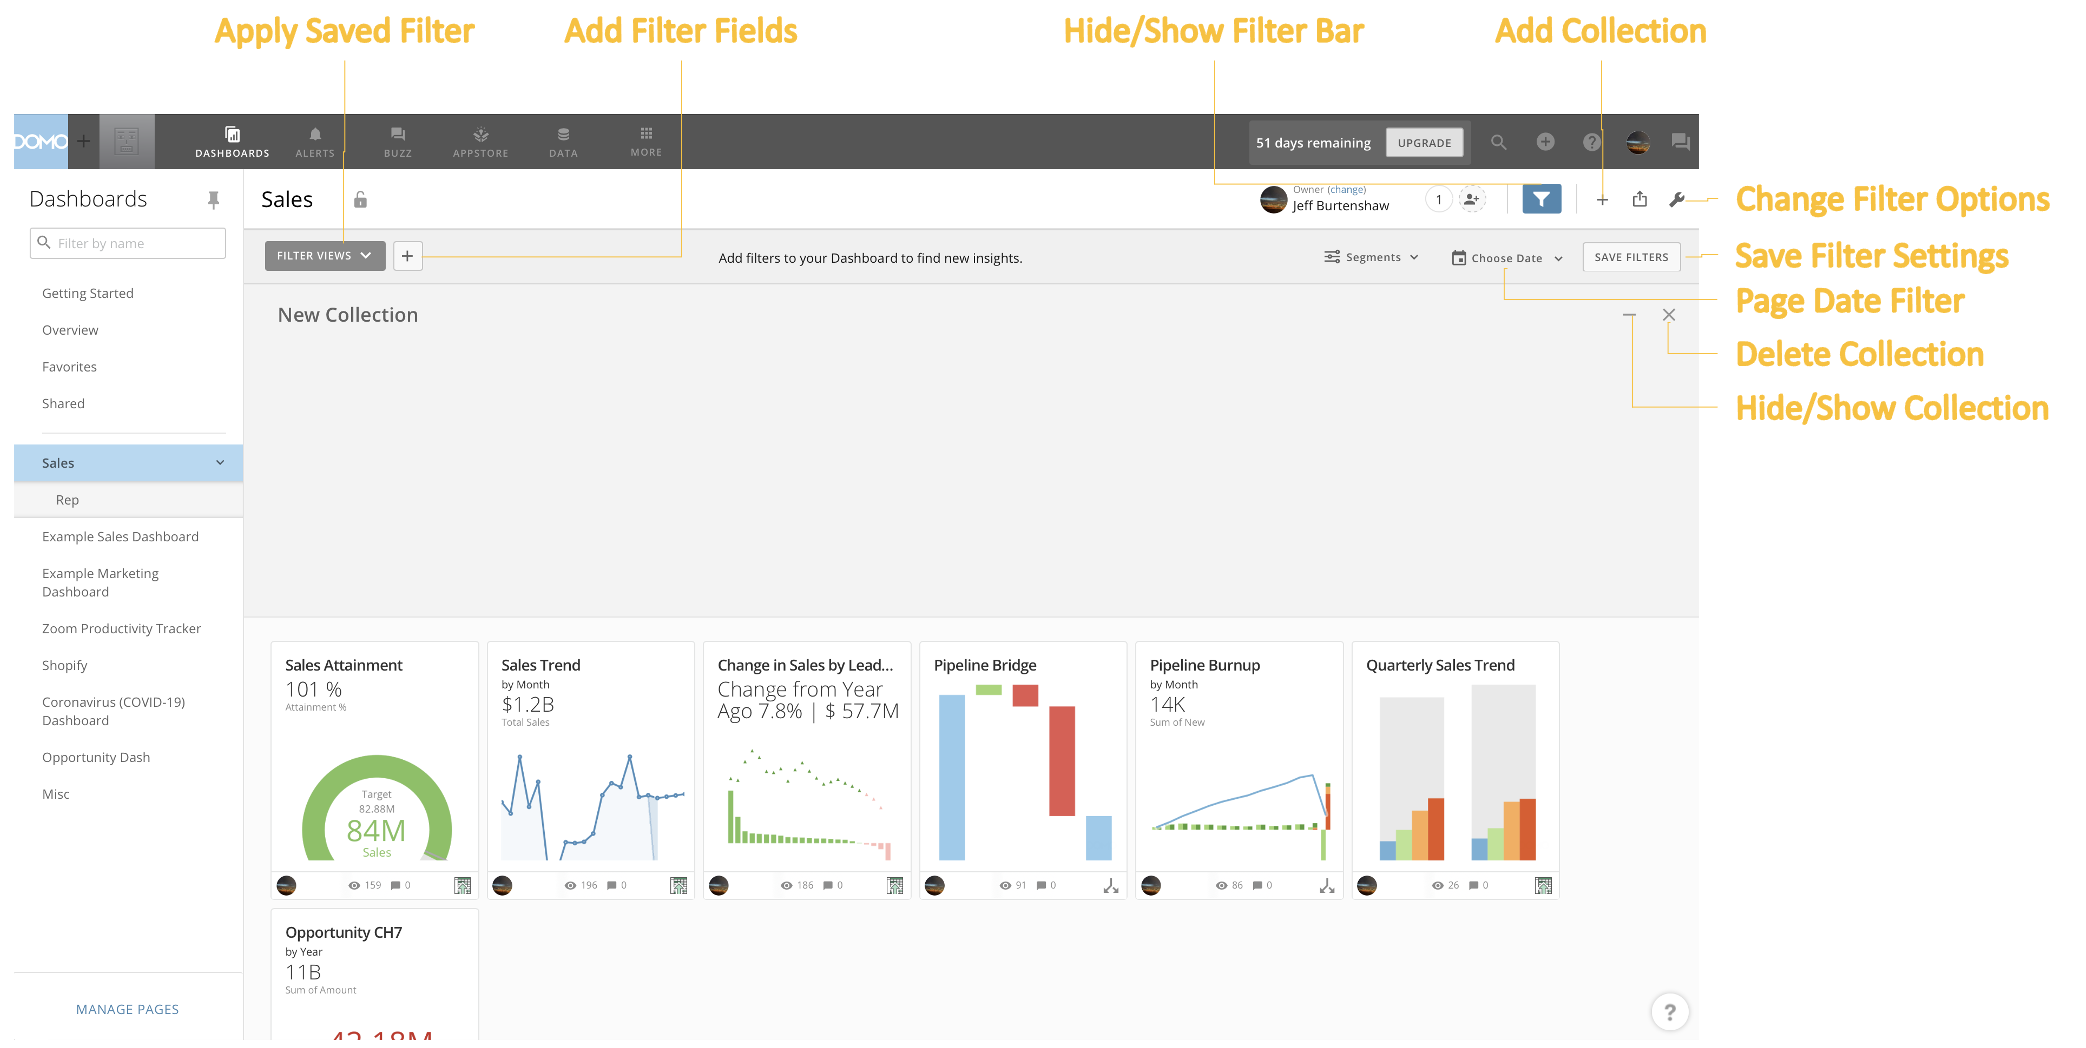 Apply Saved Filter
Add Filter Fields
Hide/Show Filter Bar
Add Collection
DOMO
DASHBOARDS
ALERTS
BUZZ
APPSTORE
DATA
MORE
51 days remaining
UPGRADE
Dashboards
Filter by name
Getting Started
Overview
Favorites
Shared
Sales
Rep
Example Sales Dashboard
Example Marketing
Dashboard
Zoom Productivity Tracker
Shopify
Coronavirus (COVID-19)
Dashboard
Opportunity Dash
Misc
MANAGE PAGES
Sales
Owner (change)
Jeff Burtenshaw
1
FILTER VIEWS
Add filters to your Dashboard to find new insights.
Segments
Choose Date
SAVE FILTERS
New Collection
Change Filter Options
Save Filter Settings
Page Date Filter
Delete Collection
Hide/Show Collection
Sales Attainment
101 %
Attainment %
Target
82.88M
84M
Sales
159
0
Sales Trend
by Month
$1.2B
Total Sales
196
0
Change in Sales by Lead...
Change from Year
Ago 7.8% | $ 57.7M
186
0
Pipeline Bridge
91
0
Pipeline Burnup
by Month
14K
Sum of New
86
0
Quarterly Sales Trend
26
0
Opportunity CH7
by Year
11B
Sum of Amount
42.18M
?